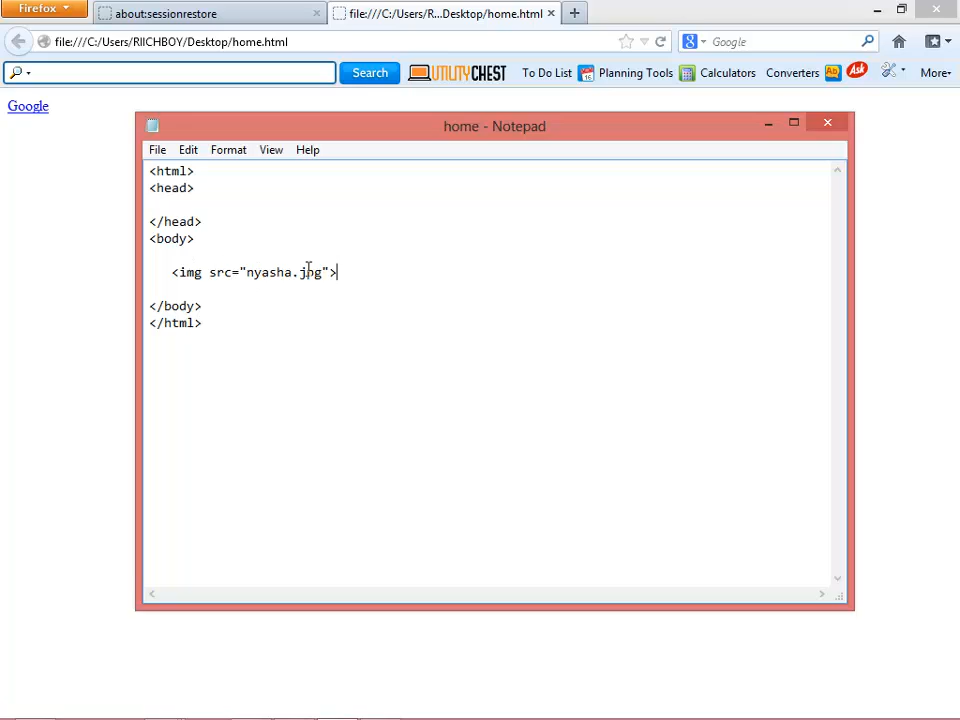 Firefox
about:sessionrestore
file:///C:/Users/R...Desktop/home.html
file:///C:/Users/RIICHBOY/Desktop/home.html
Google
Search
UTILITYCHEST
To Do List
Planning Tools
Calculators
Converters
Ask
More
Google
home - Notepad
File Edit Format View Help
<html>
<head>
</head>
<body>
<img src="nyasha.jpg">
</body>
</html>